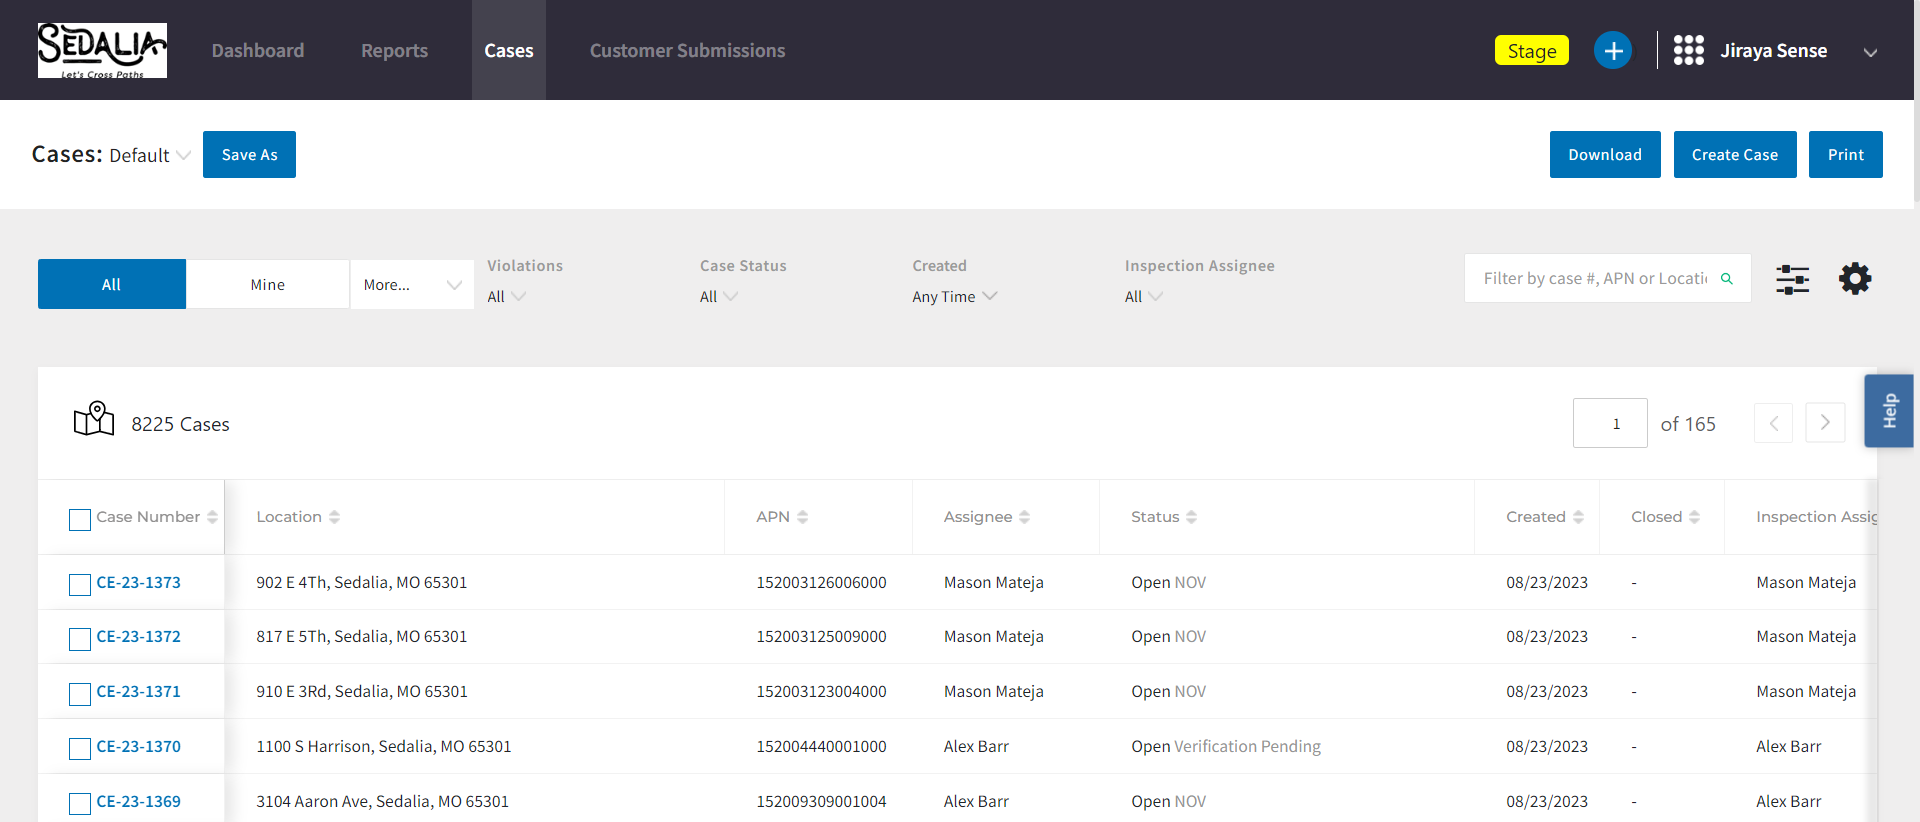 SEDALIA
Let's Cross Paths
Dashboard Reports Cases Customer Submissions Stage Jiraya Sense
Cases: Default Save As Download Create Case Print
Violations Case Status Created Inspection Assignee
All Mine More... All All Any Time All Filter by case #, APN or Locatic
8225 Cases 1 of 165
Help
Case Number Location APN Assignee Status Created Closed Inspection Assig
CE-23-1373 902 E 4Th, Sedalia, MO 65301 152003126006000 Mason Mateja Open NOV 08/23/2023 - Mason Mateja
CE-23-1372 817 E 5Th, Sedalia, MO 65301 152003125009000 Mason Mateja Open NOV 08/23/2023 - Mason Mateja
CE-23-1371 910 E 3Rd, Sedalia, MO 65301 152003123004000 Mason Mateja Open NOV 08/23/2023 - Mason Mateja
CE-23-1370 1100 S Harrison, Sedalia, MO 65301 152004440001000 Alex Barr Open Verification Pending 08/23/2023 - Alex Barr
CE-23-1369 3104 Aaron Ave, Sedalia, MO 65301 152009309001004 Alex Barr Open NOV 08/23/2023 - Alex Barr